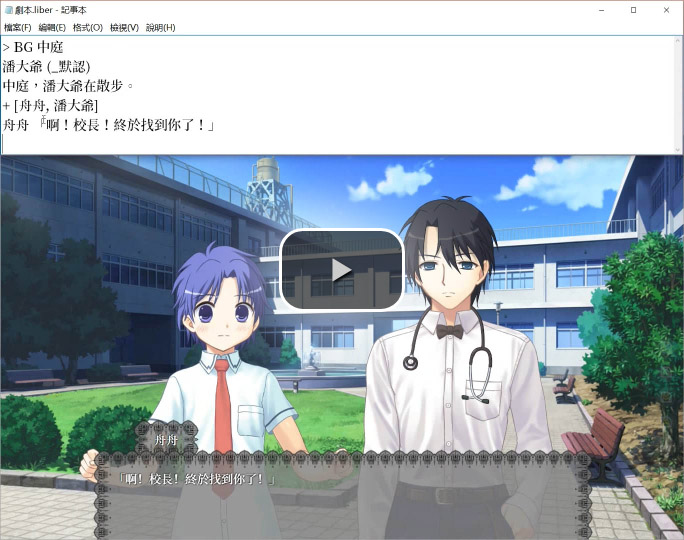 劇本.liber - 記事本
檔案(F) 編輯(E) 格式(O) 檢視(V) 說明(H)
> BG 中庭
潘大爺 (_默認)
中庭，潘大爺在散步。
+ [舟舟, 潘大爺]
舟舟 「啊！校長！終於找到你了！」
舟舟
「啊！校長！終於找到你了！」